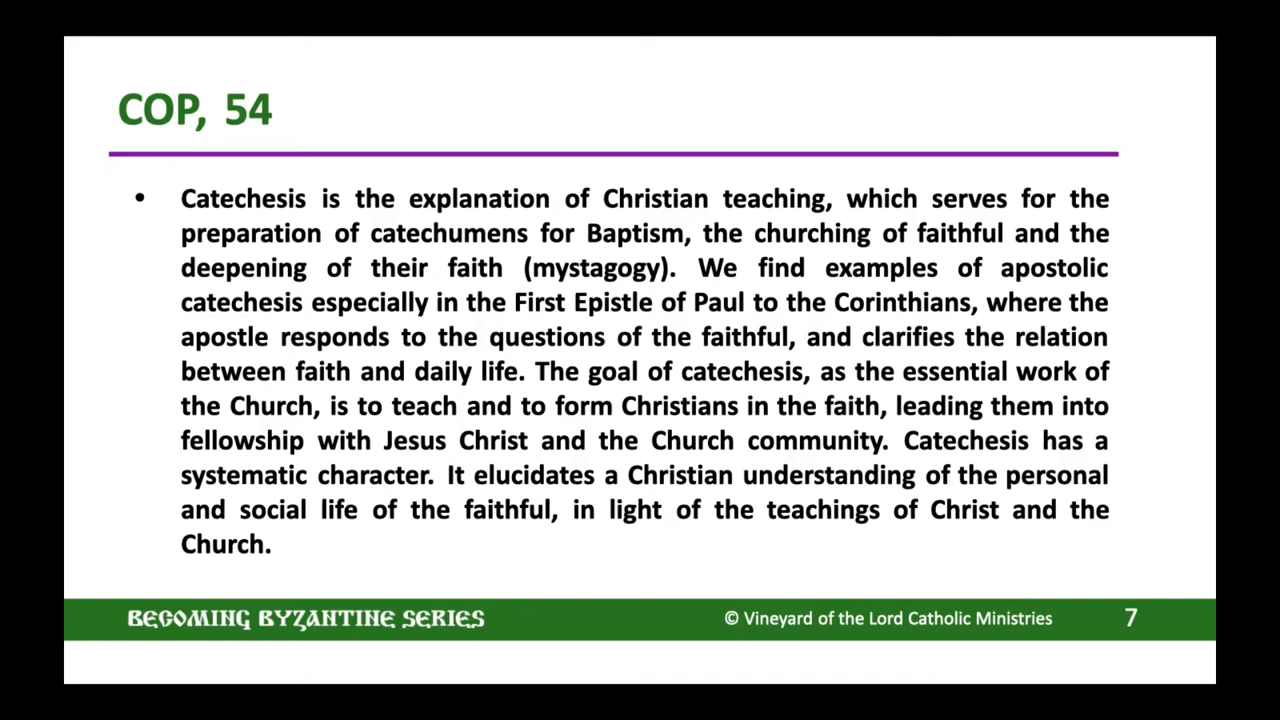 COP, 54
• Catechesis is the explanation of Christian teaching, which serves for the
preparation of catechumens for Baptism, the churching of faithful and the
deepening of their faith (mystagogy). We find examples of apostolic
catechesis especially in the First Epistle of Paul to the Corinthians, where the
apostle responds to the questions of the faithful, and clarifies the relation
between faith and daily life. The goal of catechesis, as the essential work of
the Church, is to teach and to form Christians in the faith, leading them into
fellowship with Jesus Christ and the Church community. Catechesis has a
systematic character. It elucidates a Christian understanding of the personal
and social life of the faithful, in light of the teachings of Christ and the
Church.
BECOMING BYZANTINE SERIES © Vineyard of the Lord Catholic Ministries 7